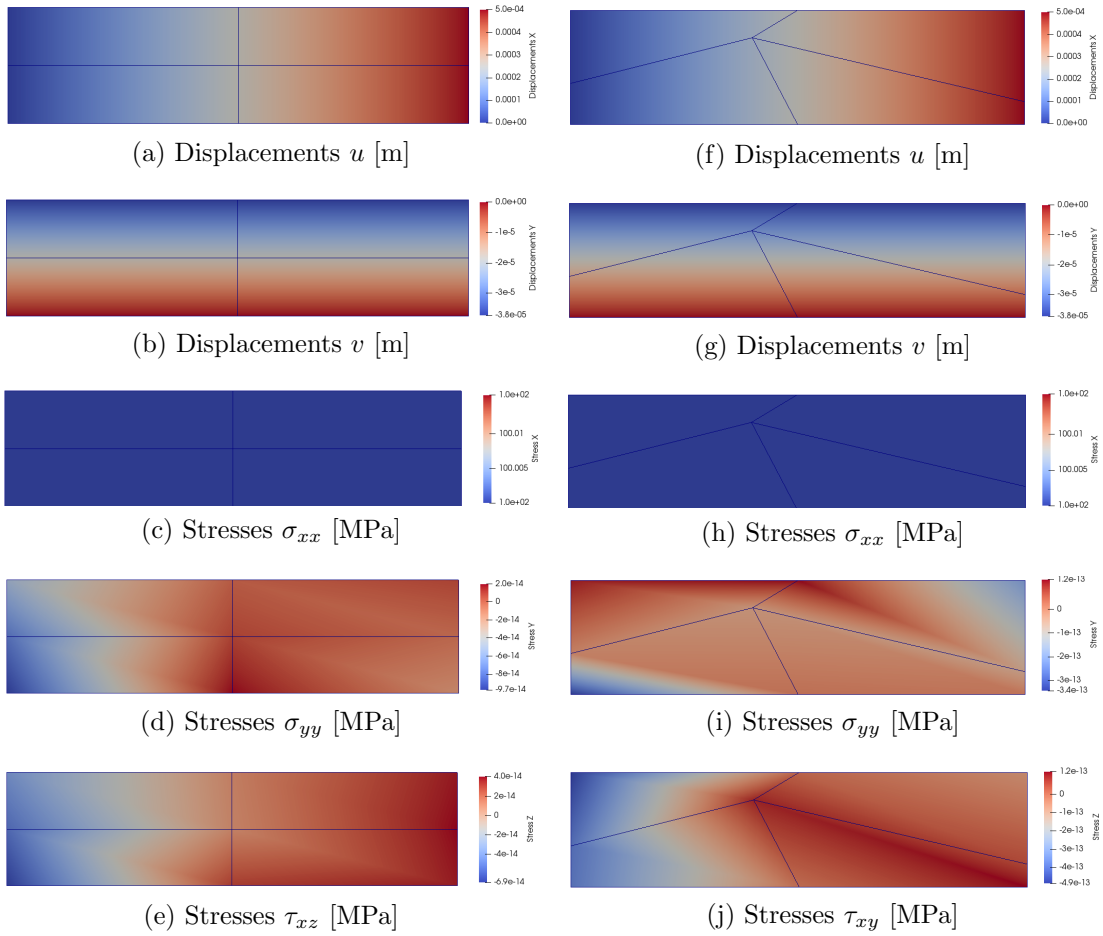 5.0e-04
0.0004
0.0003
0.0002
0.0001
0.0e+00
Displacements X
(a) Displacements u [m]
5.0e-04
0.0004
0.0003
0.0002
0.0001
0.0e+00
Displacements X
(f) Displacements u [m]
0.0e+00
-1e-5
-2e-5
-3e-5
-3.8e-05
Displacements Y
(b) Displacements v [m]
0.0e+00
-1e-5
-2e-5
-3e-5
-3.8e-05
Displacements Y
(g) Displacements v [m]
1.0e+02
100.01
100.005
1.0e+02
Stress X
(c) Stresses σxx [MPa]
1.0e+02
100.01
100.005
1.0e+02
Stress X
(h) Stresses σxx [MPa]
2.0e-14
0
-2e-14
-4e-14
-6e-14
-8e-14
-9.7e-14
Stress Y
(d) Stresses σyy [MPa]
1.2e-13
0
-1e-13
-2e-13
-3e-13
-3.4e-13
Stress Y
(i) Stresses σyy [MPa]
4.0e-14
2e-14
0
-2e-14
-4e-14
-6.9e-14
Stress Z
(e) Stresses τxz [MPa]
1.2e-13
0
-1e-13
-2e-13
-3e-13
-4e-13
-4.9e-13
Stress Z
(j) Stresses τxy [MPa]